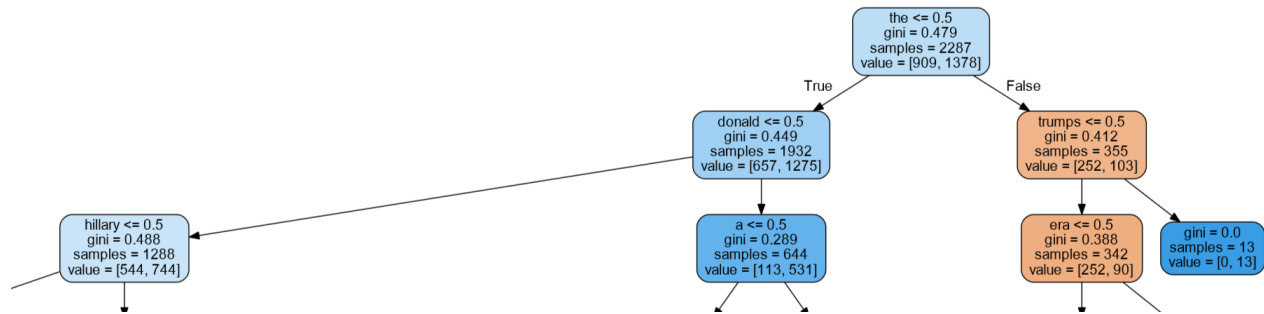 the <= 0.5
gini = 0.479
samples = 2287
value = [909, 1378]
True
False
donald <= 0.5
gini = 0.449
samples = 1932
value = [657, 1275]
trumps <= 0.5
gini = 0.412
samples = 355
value = [252, 103]
hillary <= 0.5
gini = 0.488
samples = 1288
value = [544, 744]
a <= 0.5
gini = 0.289
samples = 644
value = [113, 531]
era <= 0.5
gini = 0.388
samples = 342
value = [252, 90]
gini = 0.0
samples = 13
value = [0, 13]